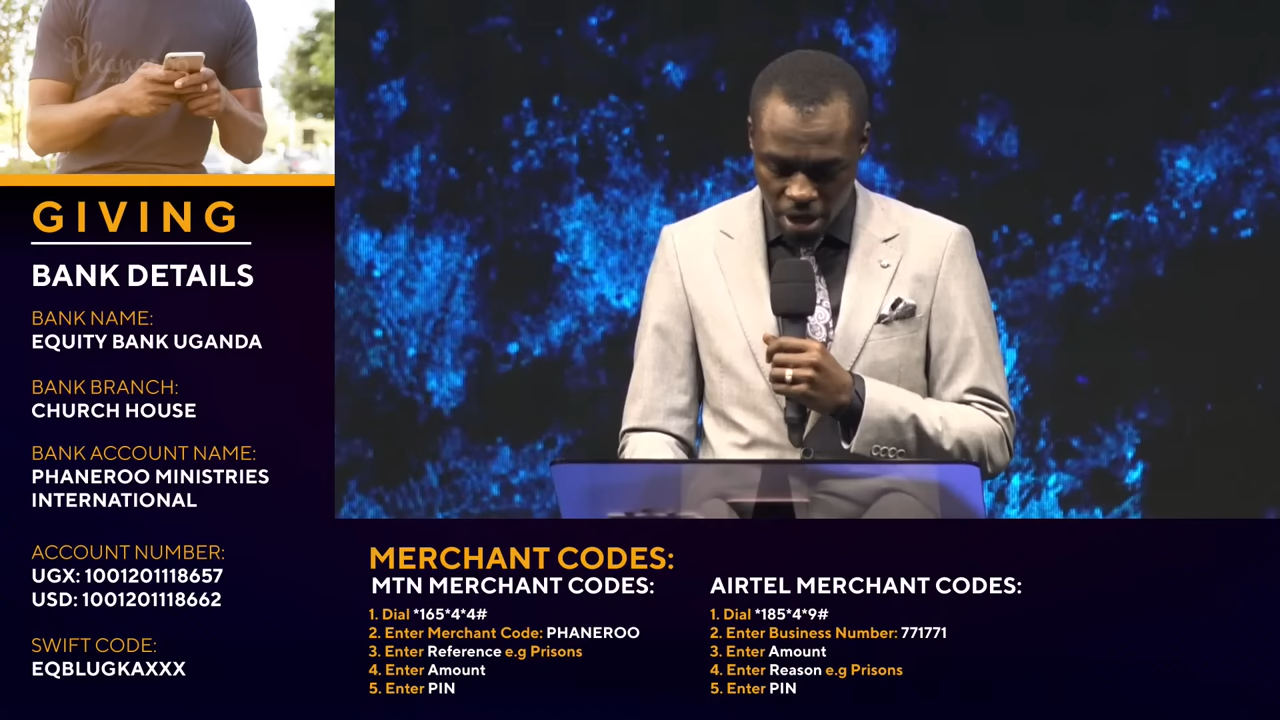 Phaneroo
GIVING
BANK DETAILS
BANK NAME:
EQUITY BANK UGANDA
BANK BRANCH:
CHURCH HOUSE
BANK ACCOUNT NAME:
PHANEROO MINISTRIES
INTERNATIONAL
ACCOUNT NUMBER:
UGX: 1001201118657
USD: 1001201118662
SWIFT CODE:
EQBLUGKAXXX
MERCHANT CODES:
MTN MERCHANT CODES:
1. Dial *165*4*4#
2. Enter Merchant Code: PHANEROO
3. Enter Reference e.g Prisons
4. Enter Amount
5. Enter PIN
AIRTEL MERCHANT CODES:
1. Dial *185*4*9#
2. Enter Business Number: 771771
3. Enter Amount
4. Enter Reason e.g Prisons
5. Enter PIN